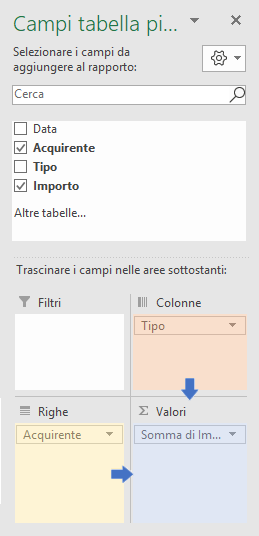 Campi tabella pi...
Selezionare i campi da
aggiungere al rapporto:
Cerca
Data
Acquirente
Tipo
Importo
Altre tabelle...
Trascinare i campi nelle aree sottostanti:
Filtri
Colonne
Tipo
Righe
Σ Valori
Acquirente
Somma di Im...